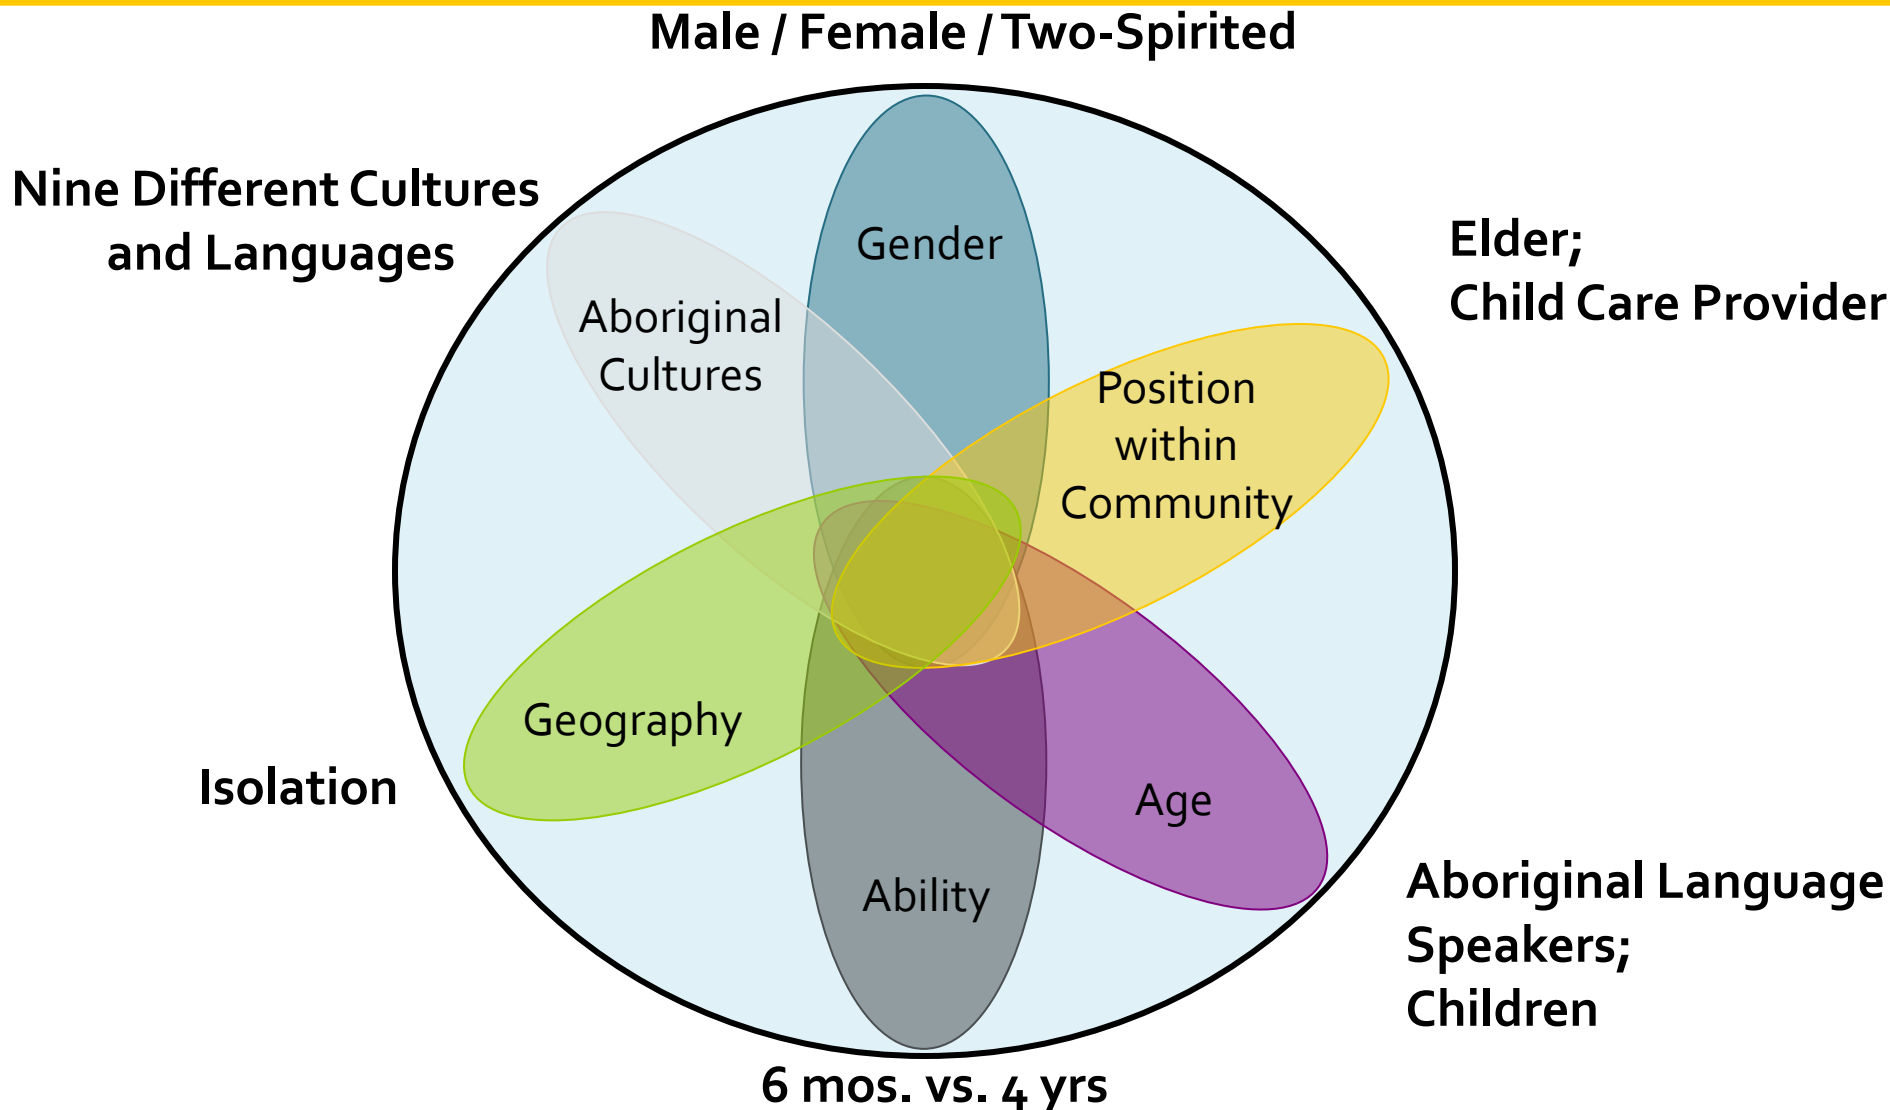 Male / Female / Two-Spirited
Nine Different Cultures
and Languages
Gender
Elder;
Child Care Provider
Aboriginal
Cultures
Position
within
Community
Geography
Isolation
Age
Ability
Aboriginal Language
Speakers;
Children
6 mos. vs. 4 yrs